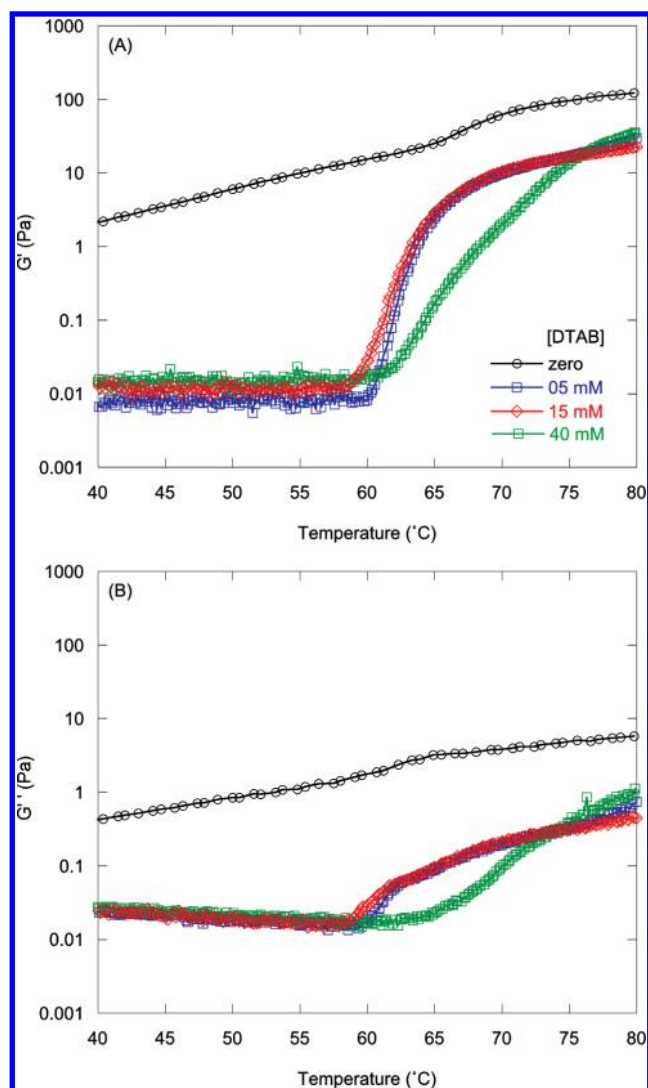 (A)
1000
100
10
1
0.1
0.01
0.001
G' (Pa)
[DTAB]
zero
05 mM
15 mM
40 mM
40 45 50 55 60 65 70 75 80
Temperature (˚C)
(B)
1000
100
10
1
0.1
0.01
0.001
G'' (Pa)
40 45 50 55 60 65 70 75 80
Temperature (˚C)